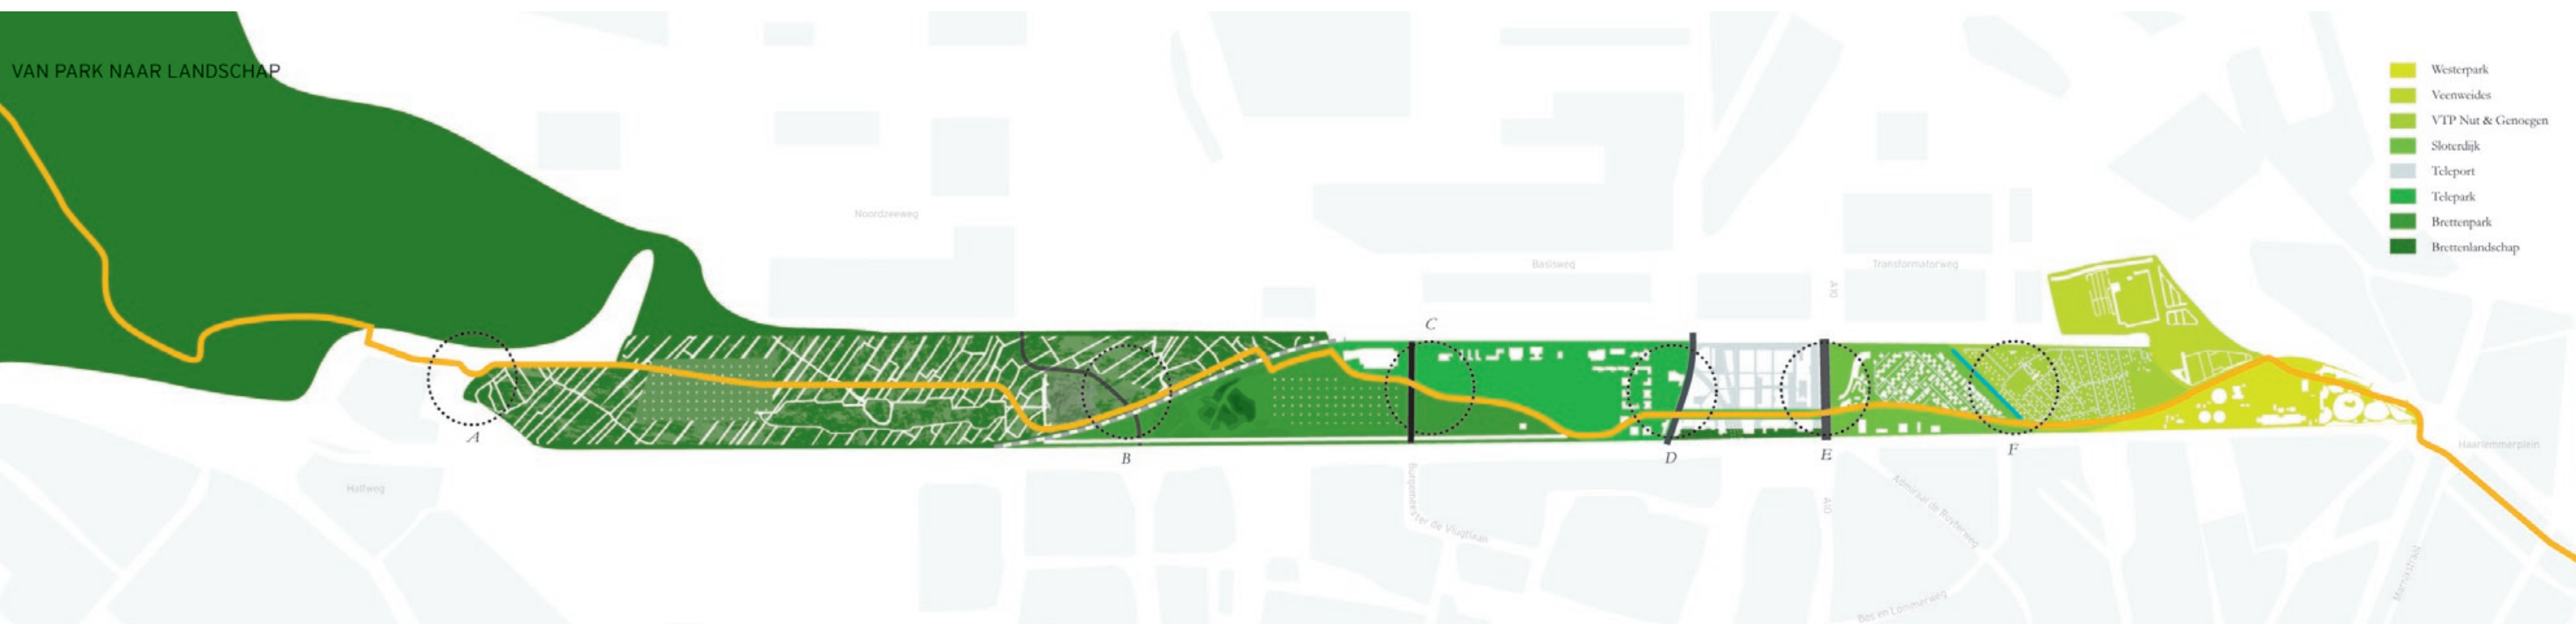 VAN PARK NAAR LANDSCHAP
Westerpark
Veenweides
VTP Nut & Genoegen
Sloterdijk
Teleport
Telepark
Brettenpark
Brettenlandschap
Noordzeeweg
Basisweg
Transformatorweg
A10
C
A
B
D
E
F
Haarlemmerplein
Halfweg
Burgemeester de Vlugtlaan
A10
Admiraal de Ruyterweg
Bos en Lommerweg
Marnixstraat